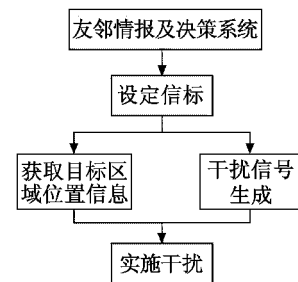 友邻情报及决策系统
设定信标
获取目标区
域位置信息
干扰信号
生成
实施干扰